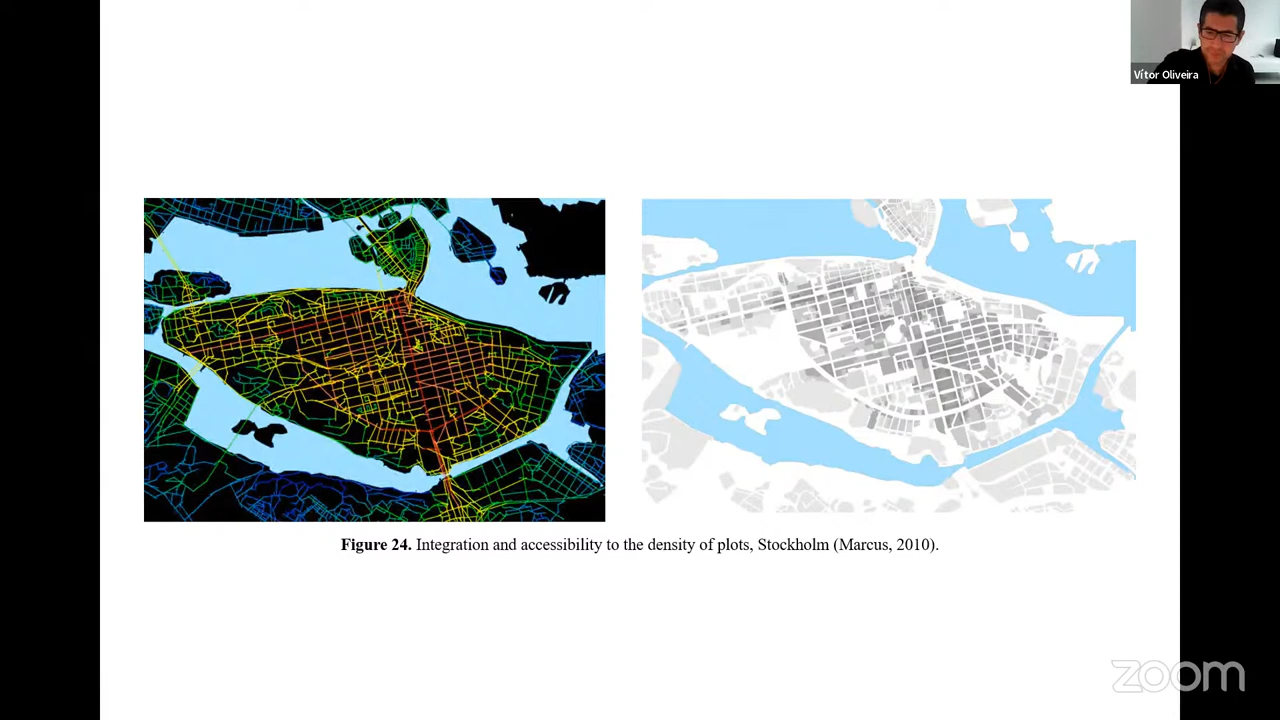 Vítor Oliveira
Figure 24. Integration and accessibility to the density of plots, Stockholm (Marcus, 2010).
zoom